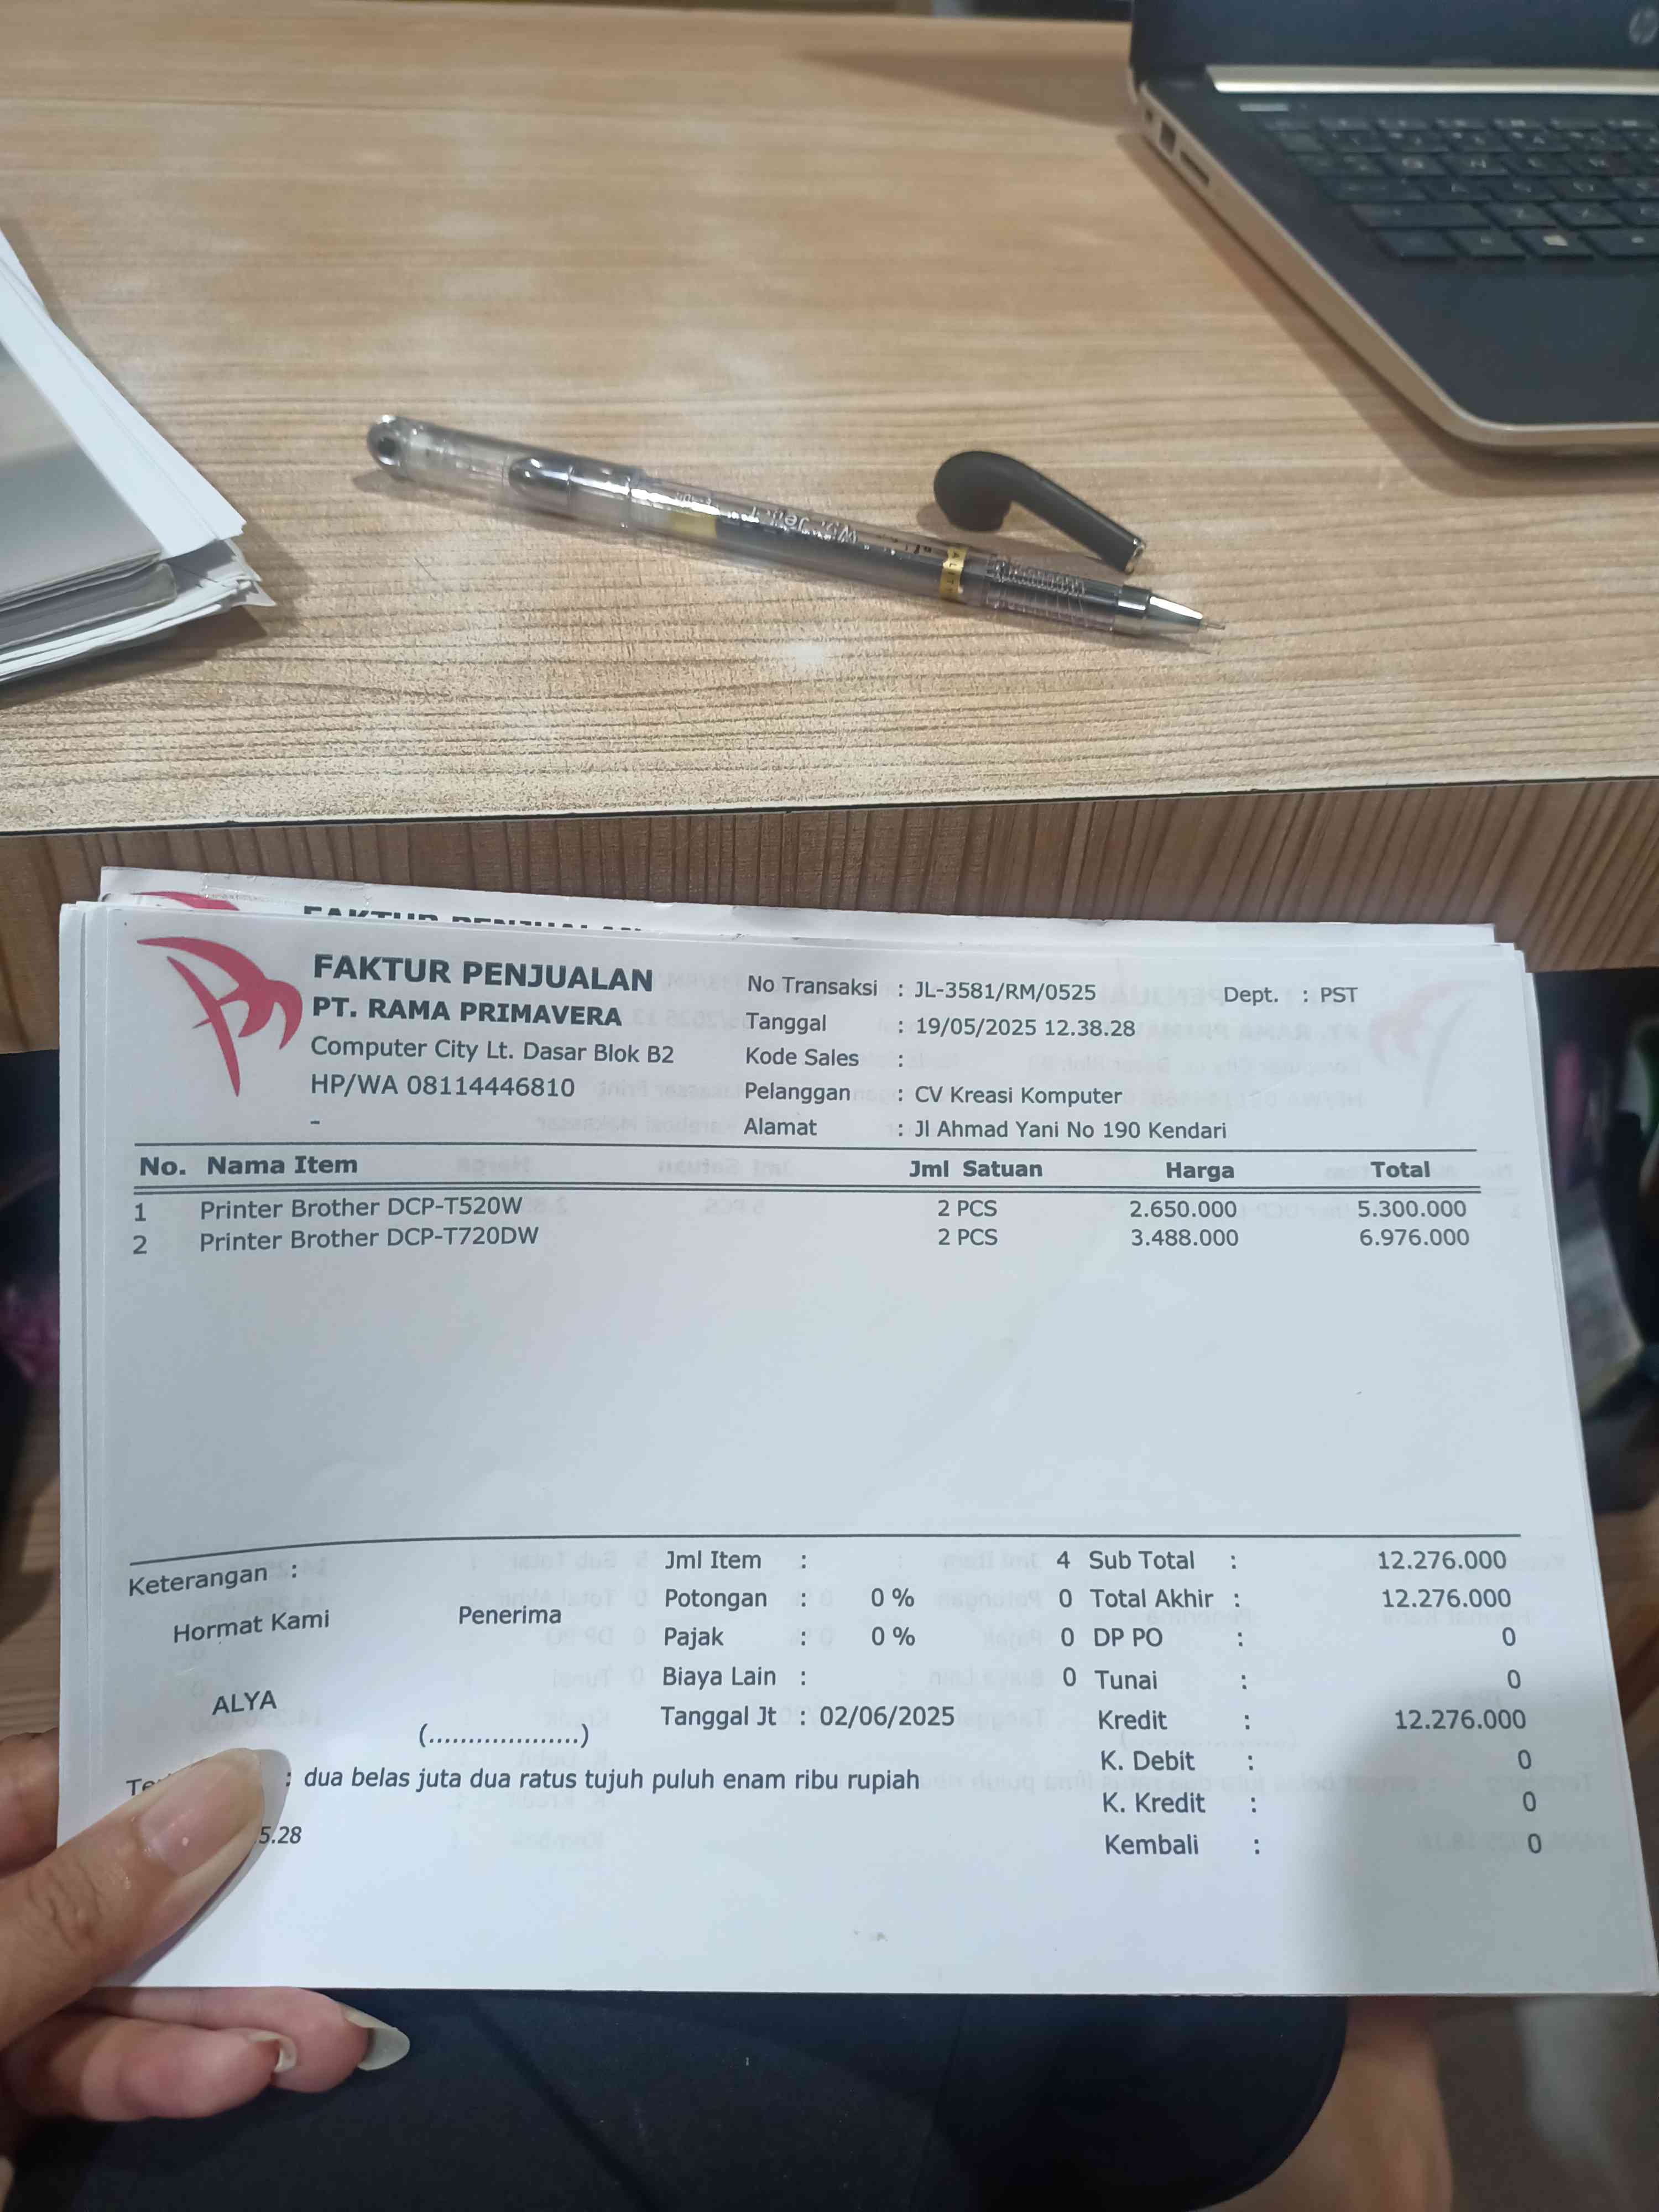 FAKTUR PENJUALAN
PT. RAMA PRIMAVERA
Computer City Lt. Dasar Blok B2
HP/WA 08114446810
-
No Transaksi : JL-3581/RM/0525 Dept. : PST
Tanggal : 19/05/2025 12.38.28
Kode Sales :
Pelanggan : CV Kreasi Komputer
Alamat : Jl Ahmad Yani No 190 Kendari
No. Nama Item Jml Satuan Harga Total
1 Printer Brother DCP-T520W 2 PCS 2.650.000 5.300.000
2 Printer Brother DCP-T720DW 2 PCS 3.488.000 6.976.000
Keterangan :
Hormat Kami Penerima
ALYA
(...................)
Jml Item : 4
Potongan : 0 % 0
Pajak : 0 % 0
Biaya Lain : 0
Tanggal Jt : 02/06/2025
Sub Total : 12.276.000
Total Akhir : 12.276.000
DP PO : 0
Tunai : 0
Kredit : 12.276.000
K. Debit : 0
K. Kredit : 0
Kembali : 0
: dua belas juta dua ratus tujuh puluh enam ribu rupiah
5.28